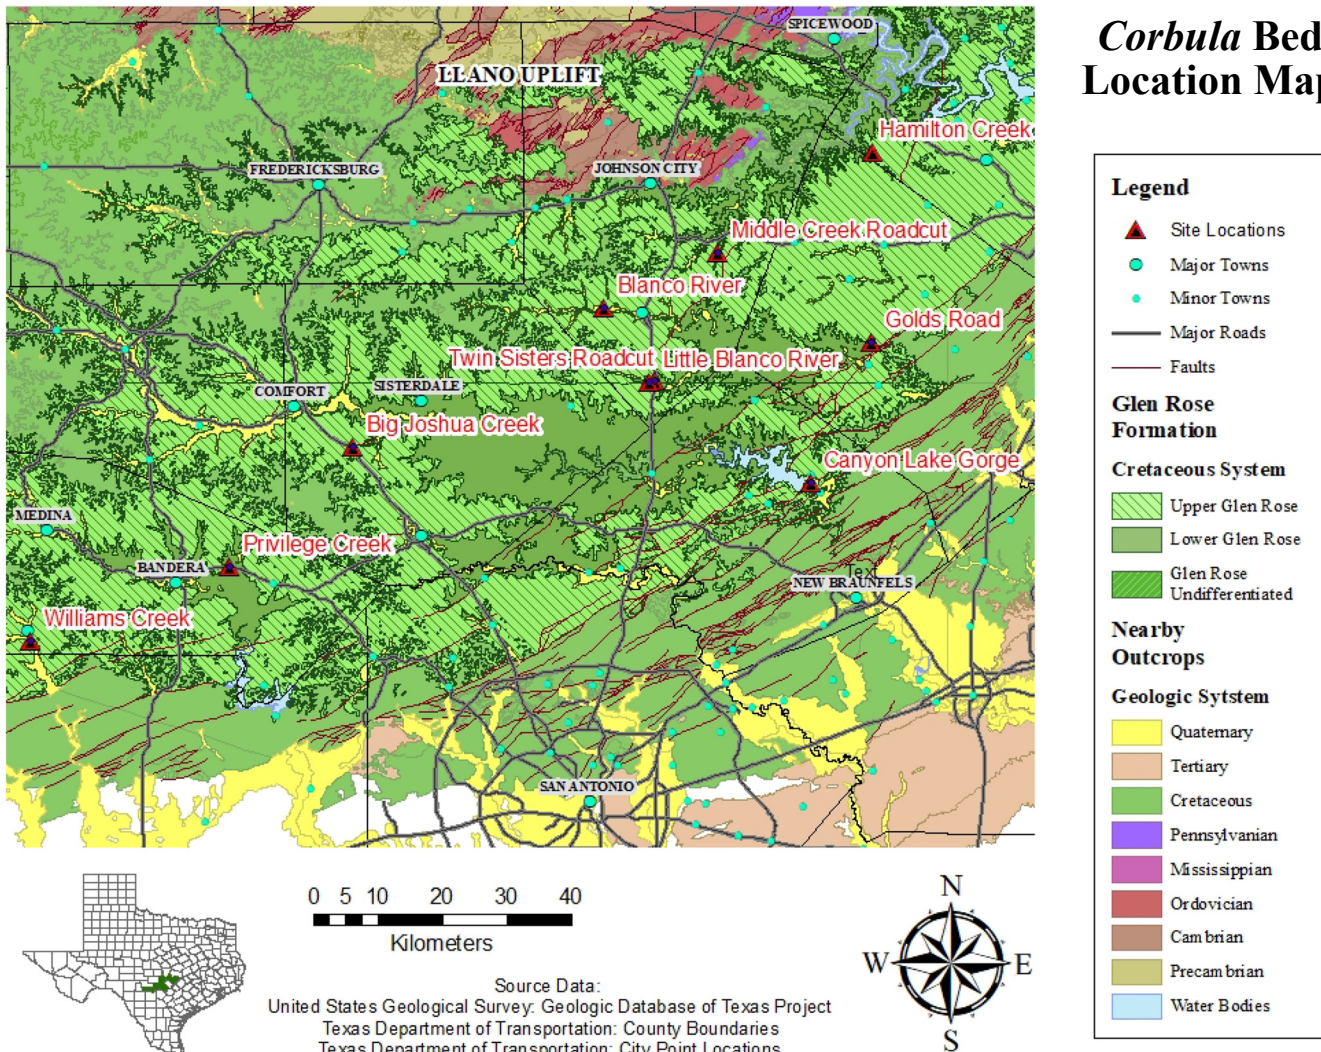 Corbula Bed
Location Map
SPICEWOOD
LLANO UPLIFT
Hamilton Creek
FREDERICKSBURG
JOHNSON CITY
Middle Creek Roadcut
Blanco River
Golds Road
Twin Sisters Roadcut
Little Blanco River
COMFORT
SISTERDALE
Big Joshua Creek
Canyon Lake Gorge
MEDINA
Privilege Creek
BANDERA
Tex
NEW BRAUNFELS
Williams Creek
SAN ANTONIO
Legend
Site Locations
Major Towns
Minor Towns
Major Roads
Faults
Glen Rose
Formation
Cretaceous System
Upper Glen Rose
Lower Glen Rose
Glen Rose
Undifferentiated
Nearby
Outcrops
Geologic Sytstem
Quaternary
Tertiary
Cretaceous
Pennsylvanian
Mississippian
Ordovician
Cambrian
Precambrian
Water Bodies
0 5 10 20 30 40
Kilometers
N
W E
S
Source Data:
United States Geological Survey: Geologic Database of Texas Project
Texas Department of Transportation: County Boundaries
Texas Department of Transportation: City Point Locations